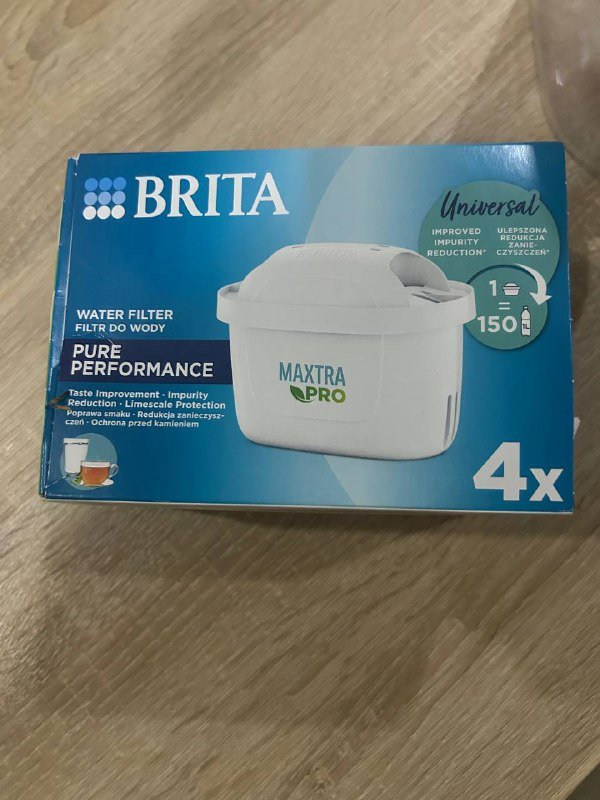 BRITA
Universal
IMPROVED
IMPURITY
REDUCTION*
ULEPSZONA
REDUKCJA
ZANIE-
CZYSZCZEŃ*
1
=
150
1L
WATER FILTER
FILTR DO WODY
PURE
PERFORMANCE
Taste Improvement · Impurity
Reduction · Limescale Protection
Poprawa smaku · Redukcja zanieczysz-
czeń · Ochrona przed kamieniem
MAXTRA
PRO
4x